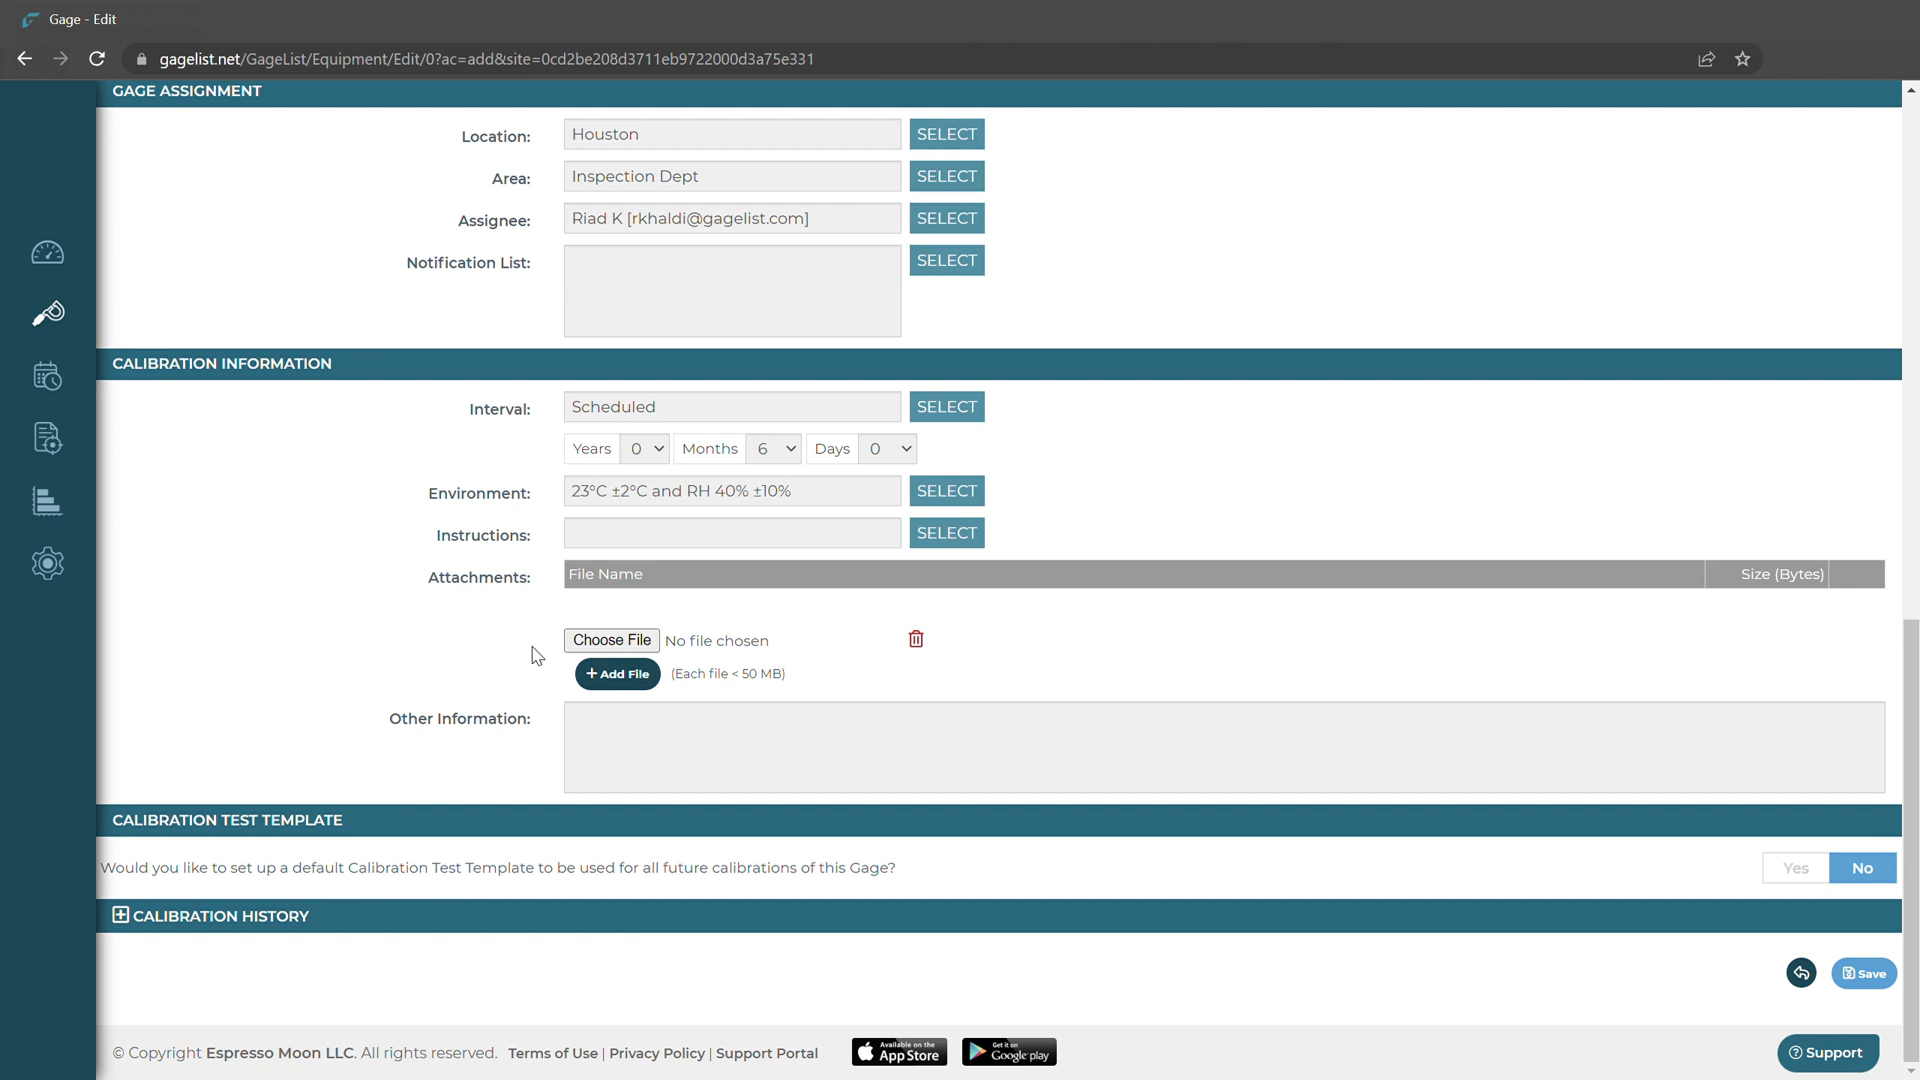 Gage - Edit
gagelist.net/GageList/Equipment/Edit/0?ac=add&site=0cd2be208d3711eb9722000d3a75e331
GAGE ASSIGNMENT
Location: Houston SELECT
Area: Inspection Dept SELECT
Assignee: Riad K [rkhaldi@gagelist.com] SELECT
Notification List: SELECT
CALIBRATION INFORMATION
Interval: Scheduled SELECT
Years 0 Months 6 Days 0
Environment: 23°C ±2°C and RH 40% ±10% SELECT
Instructions: SELECT
Attachments: File Name Size (Bytes)
Choose File No file chosen
+ Add File (Each file < 50 MB)
Other Information:
CALIBRATION TEST TEMPLATE
Would you like to set up a default Calibration Test Template to be used for all future calibrations of this Gage? Yes No
CALIBRATION HISTORY
Save
© Copyright Espresso Moon LLC. All rights reserved. Terms of Use | Privacy Policy | Support Portal
Available on the App Store
Get it on Google play
Support